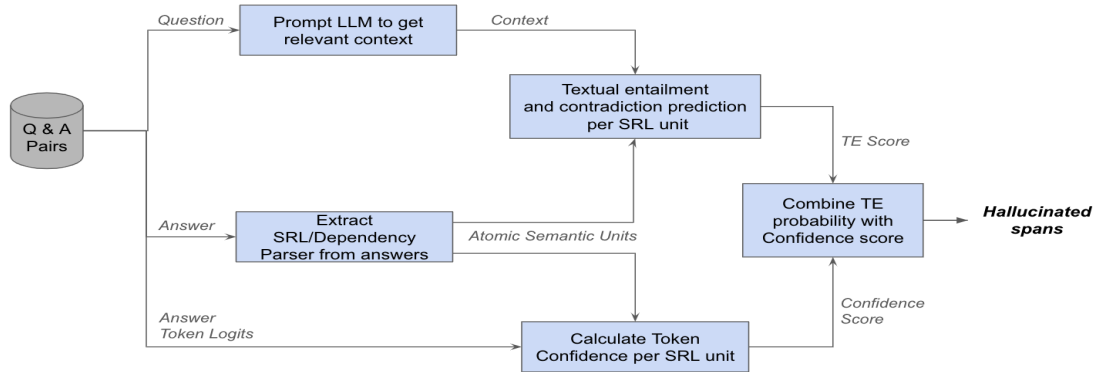 Question
Prompt LLM to get
relevant context
Context
Textual entailment
and contradiction prediction
per SRL unit
Q & A
Pairs
TE Score
Answer
Extract
SRL/Dependency
Parser from answers
Atomic Semantic Units
Combine TE
probability with
Confidence score
Hallucinated
spans
Answer
Token Logits
Calculate Token
Confidence per SRL unit
Confidence
Score